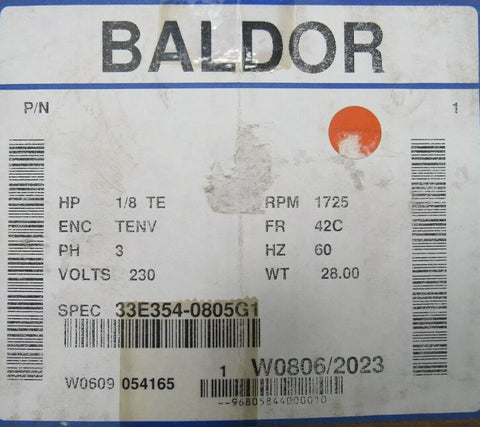 BALDOR
P/N 1
HP 1/8 TE RPM 1725
ENC TENV FR 42C
PH 3 HZ 60
VOLTS 230 WT 28.00
SPEC 33E354-0805G1
1 W0806/2023
W0609 054165
--96805844000010